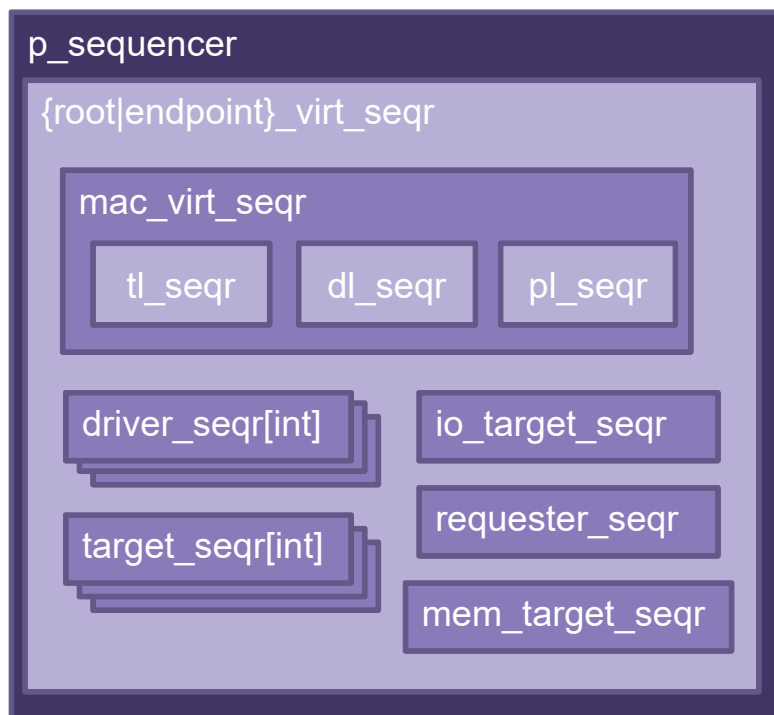 p_sequencer
{root|endpoint}_virt_seqr
mac_virt_seqr
tl_seqr
dl_seqr
pl_seqr
driver_seqr[int]
io_target_seqr
requester_seqr
target_seqr[int]
mem_target_seqr